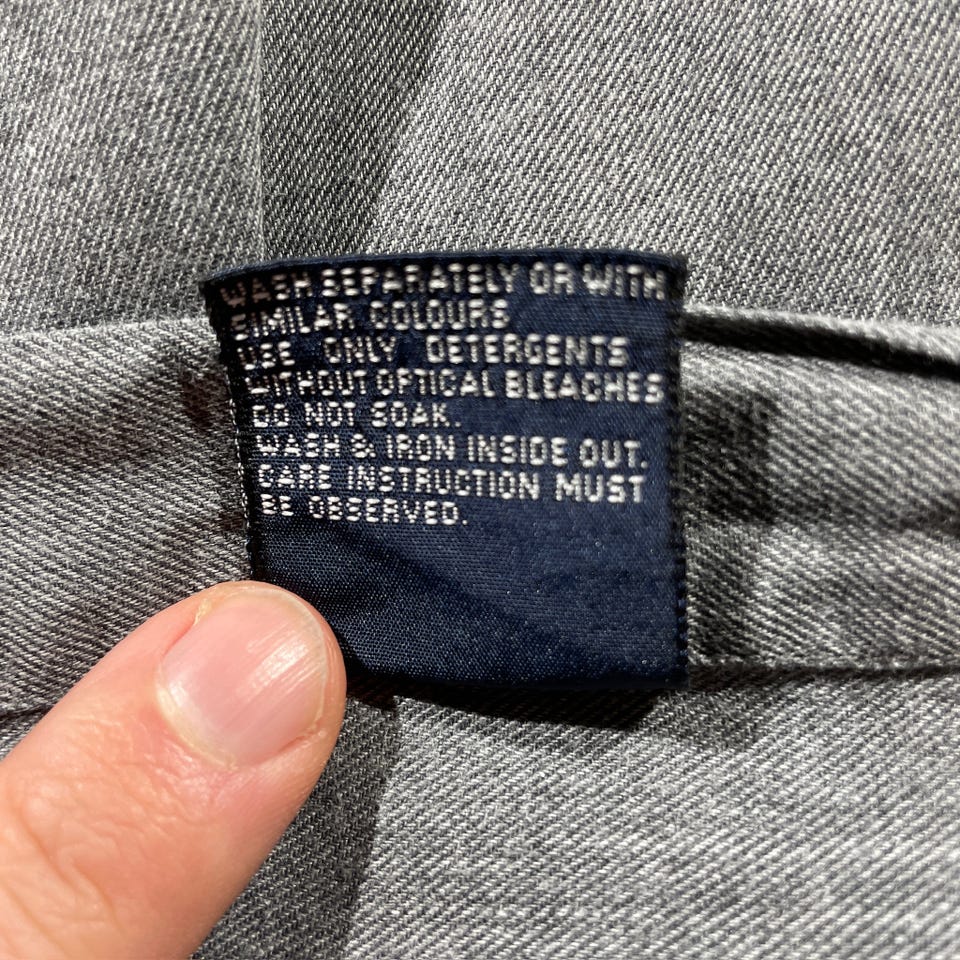 WASH SEPARATELY OR WITH
SIMILAR COLOURS
USE ONLY DETERGENTS
WITHOUT OPTICAL BLEACHES
DO NOT SOAK.
WASH & IRON INSIDE OUT.
CARE INSTRUCTION MUST
BE OBSERVED.